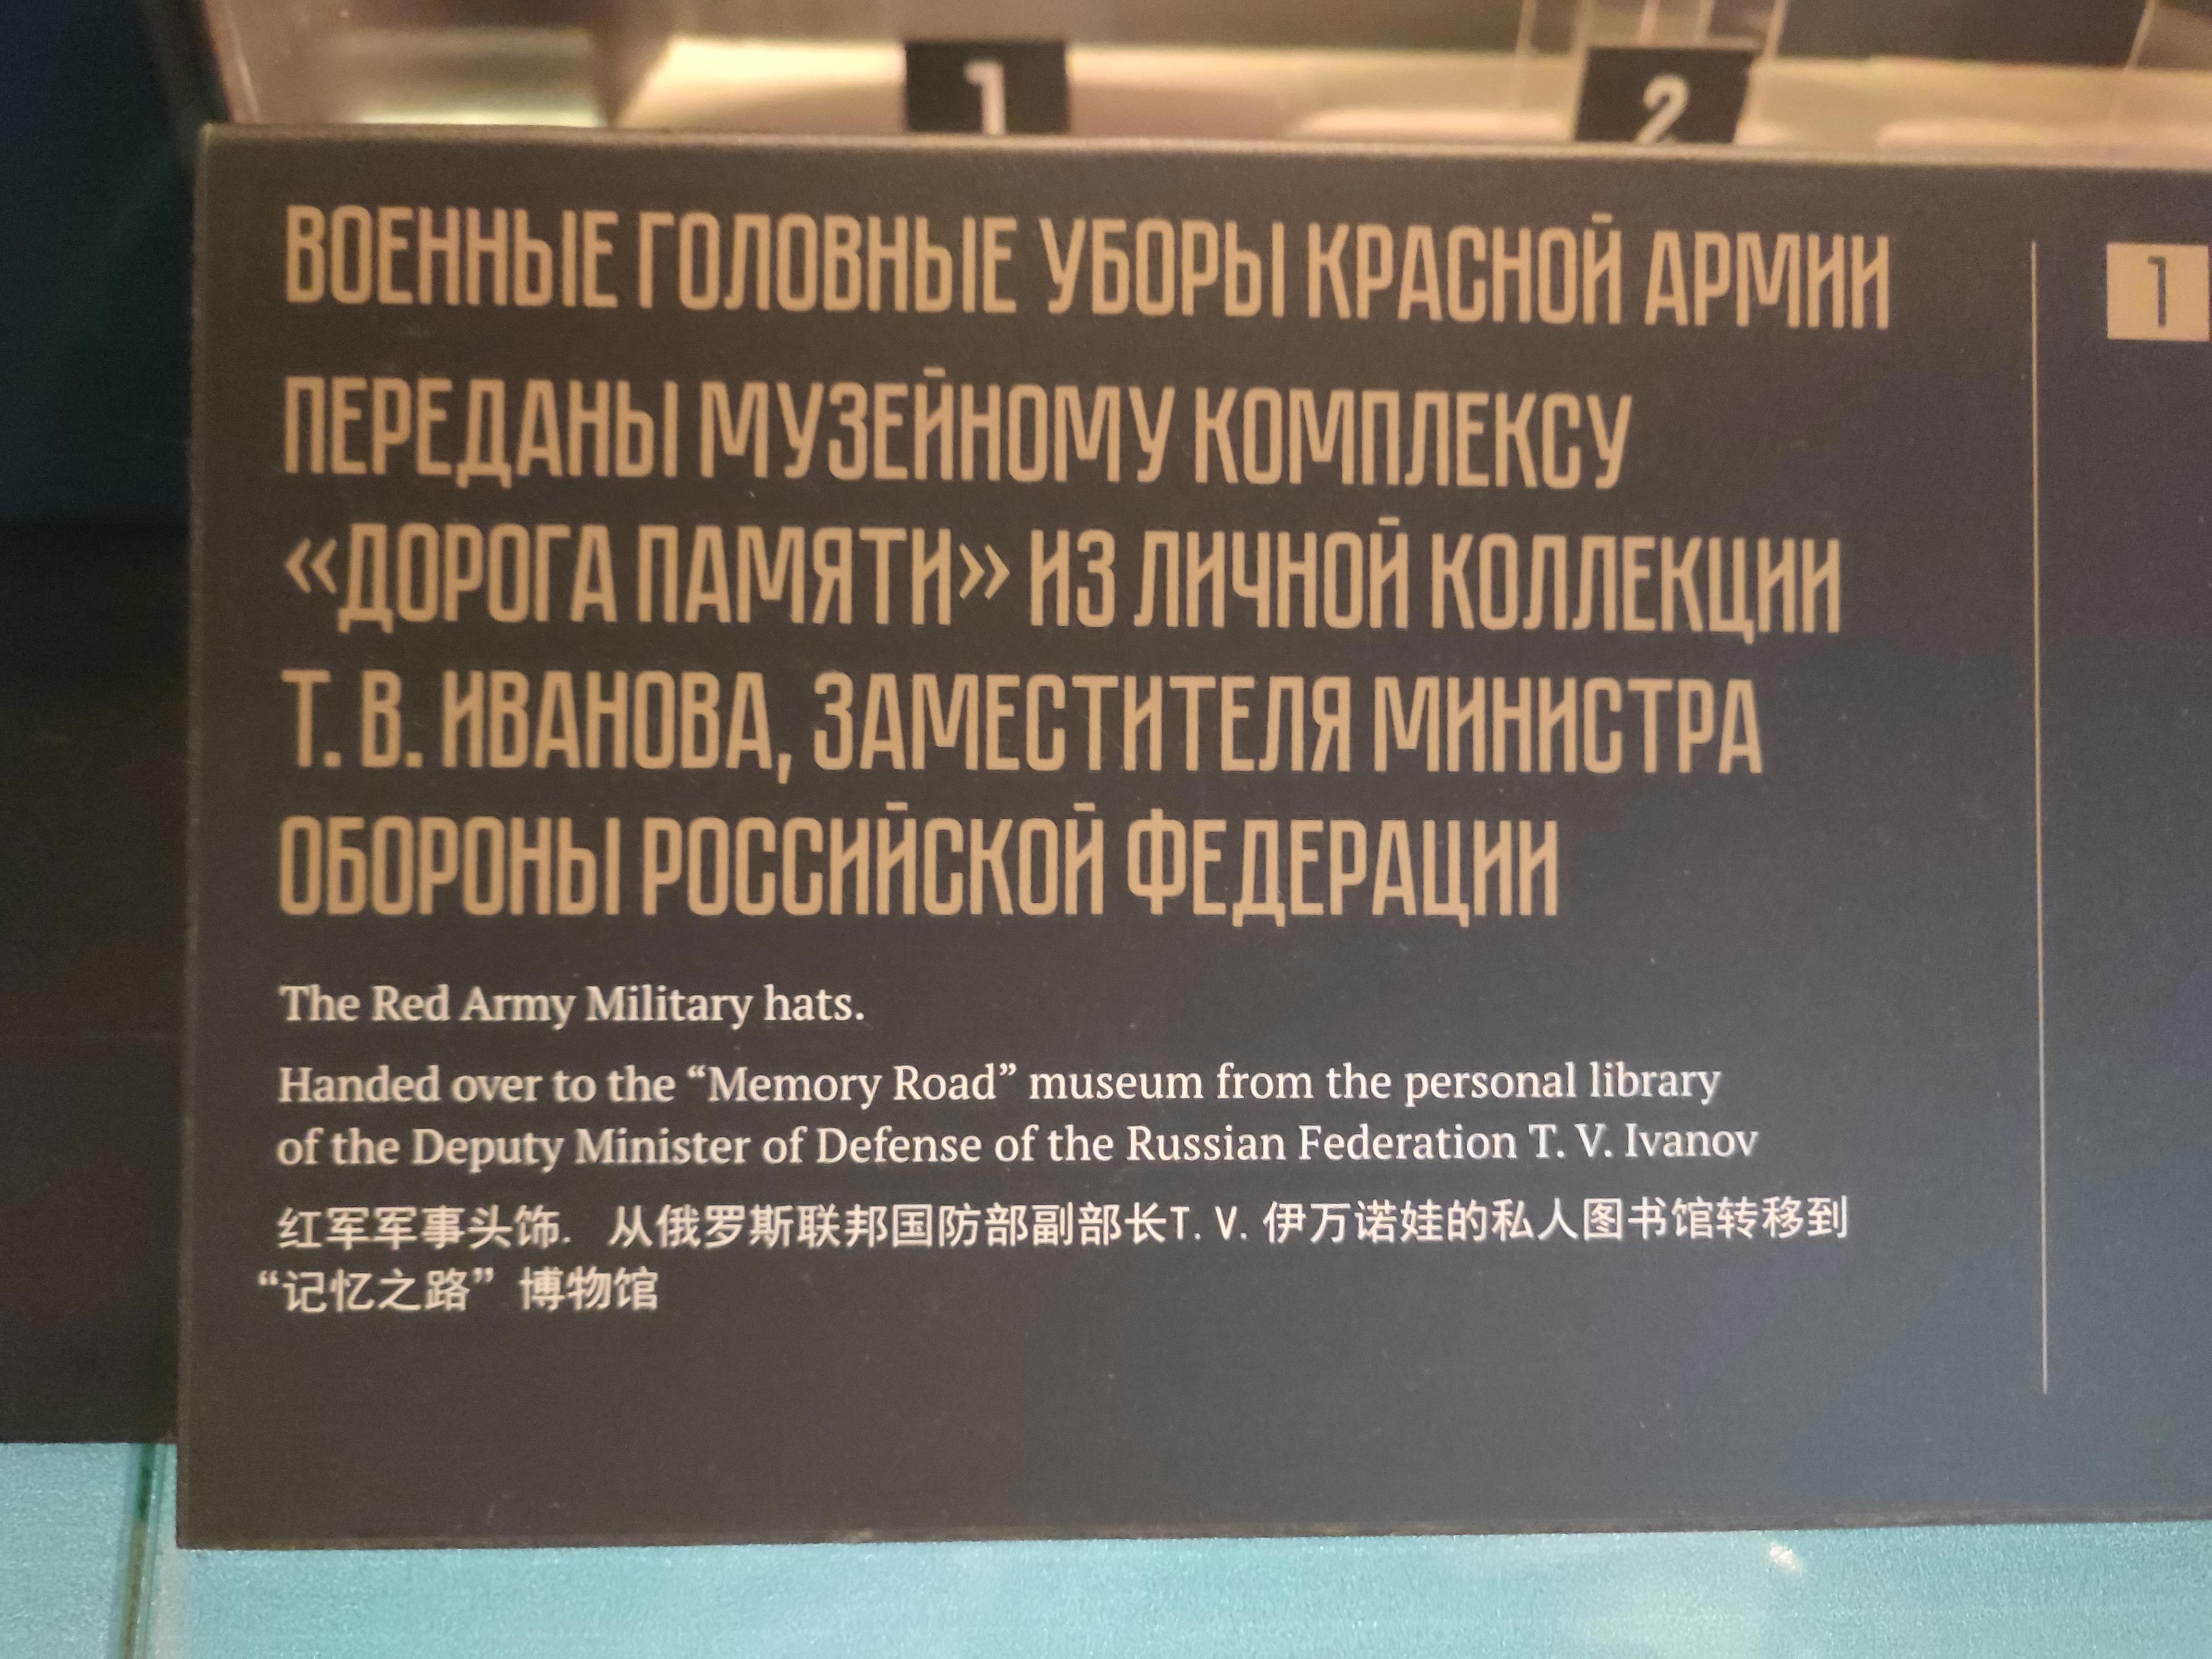 1
2
ВОЕННЫЕ ГОЛОВНЫЕ УБОРЫ КРАСНОЙ АРМИИ
1
ПЕРЕДАНЫ МУЗЕЙНОМУ КОМПЛЕКСУ
«ДОРОГА ПАМЯТИ» ИЗ ЛИЧНОЙ КОЛЛЕКЦИИ
Т. В. ИВАНОВА, ЗАМЕСТИТЕЛЯ МИНИСТРА
ОБОРОНЫ РОССИЙСКОЙ ФЕДЕРАЦИИ
The Red Army Military hats.
Handed over to the “Memory Road” museum from the personal library
of the Deputy Minister of Defense of the Russian Federation T. V. Ivanov
红军军事头饰. 从俄罗斯联邦国防部副部长T. V. 伊万诺娃的私人图书馆转移到
“记忆之路” 博物馆